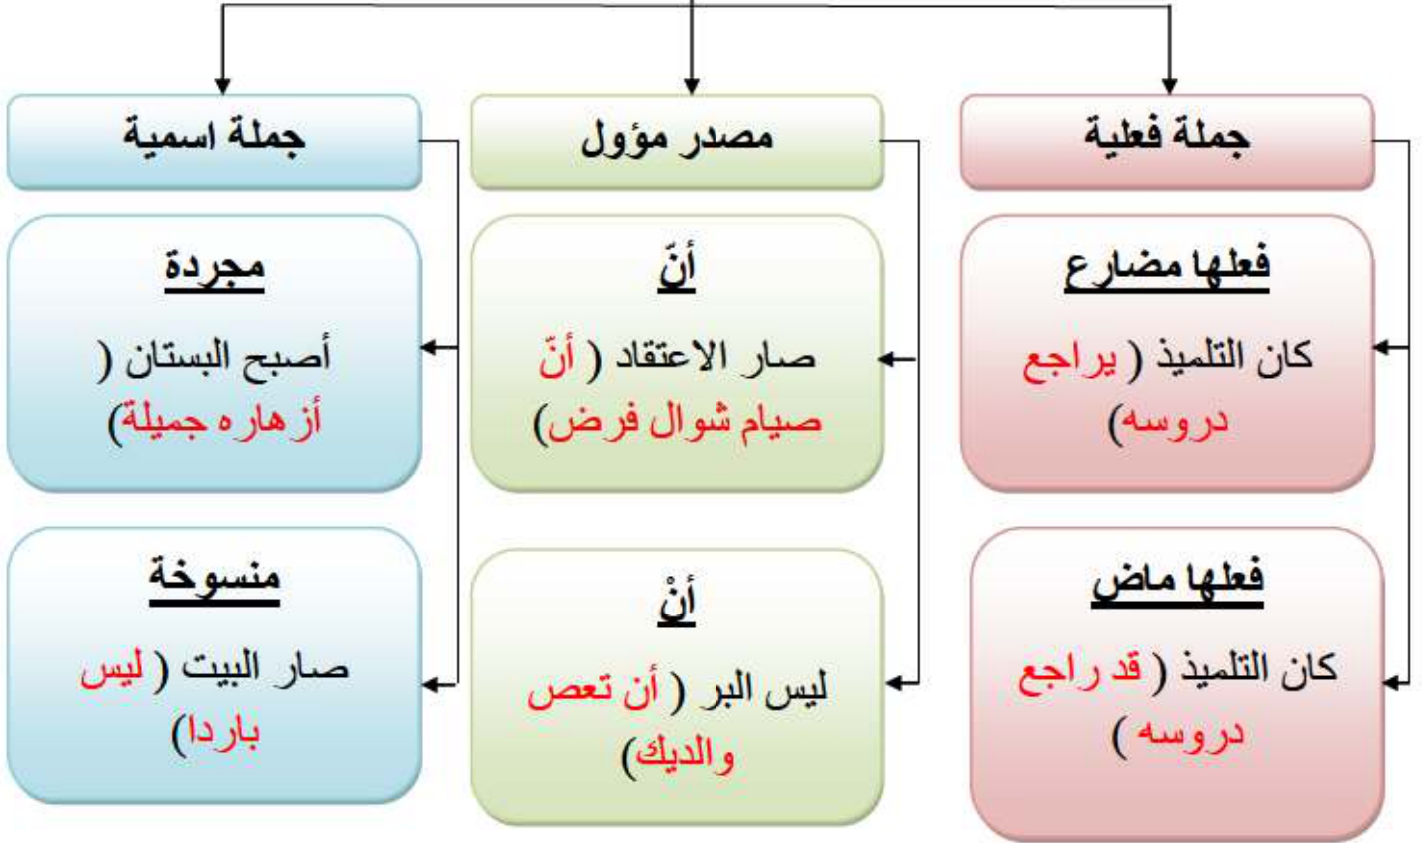 جملة فعلية
فعلها مضارع
كان التلميذ ( يراجع
دروسه)
فعلها ماض
كان التلميذ ( قد راجع
دروسه )
مصدر مؤول
أنّ
صار الاعتقاد ( أنّ
صيام شوال فرض)
أنْ
ليس البر ( أن تعص
والديك)
جملة اسمية
مجردة
أصبح البستان (
أزهاره جميلة)
منسوخة
صار البيت ( ليس
باردا)